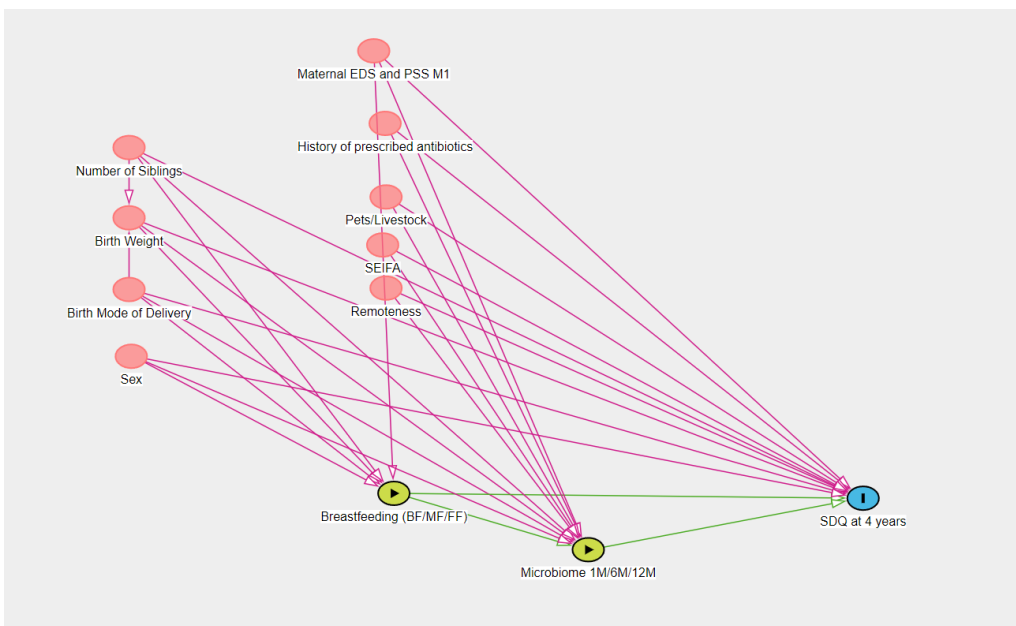 Maternal EDS and PSS M1
History of prescribed antibiotics
Number of Siblings
Pets/Livestock
Birth Weight
SEIFA
Birth Mode of Delivery
Remoteness
Sex
Breastfeeding (BF/MF/FF)
SDQ at 4 years
Microbiome 1M/6M/12M